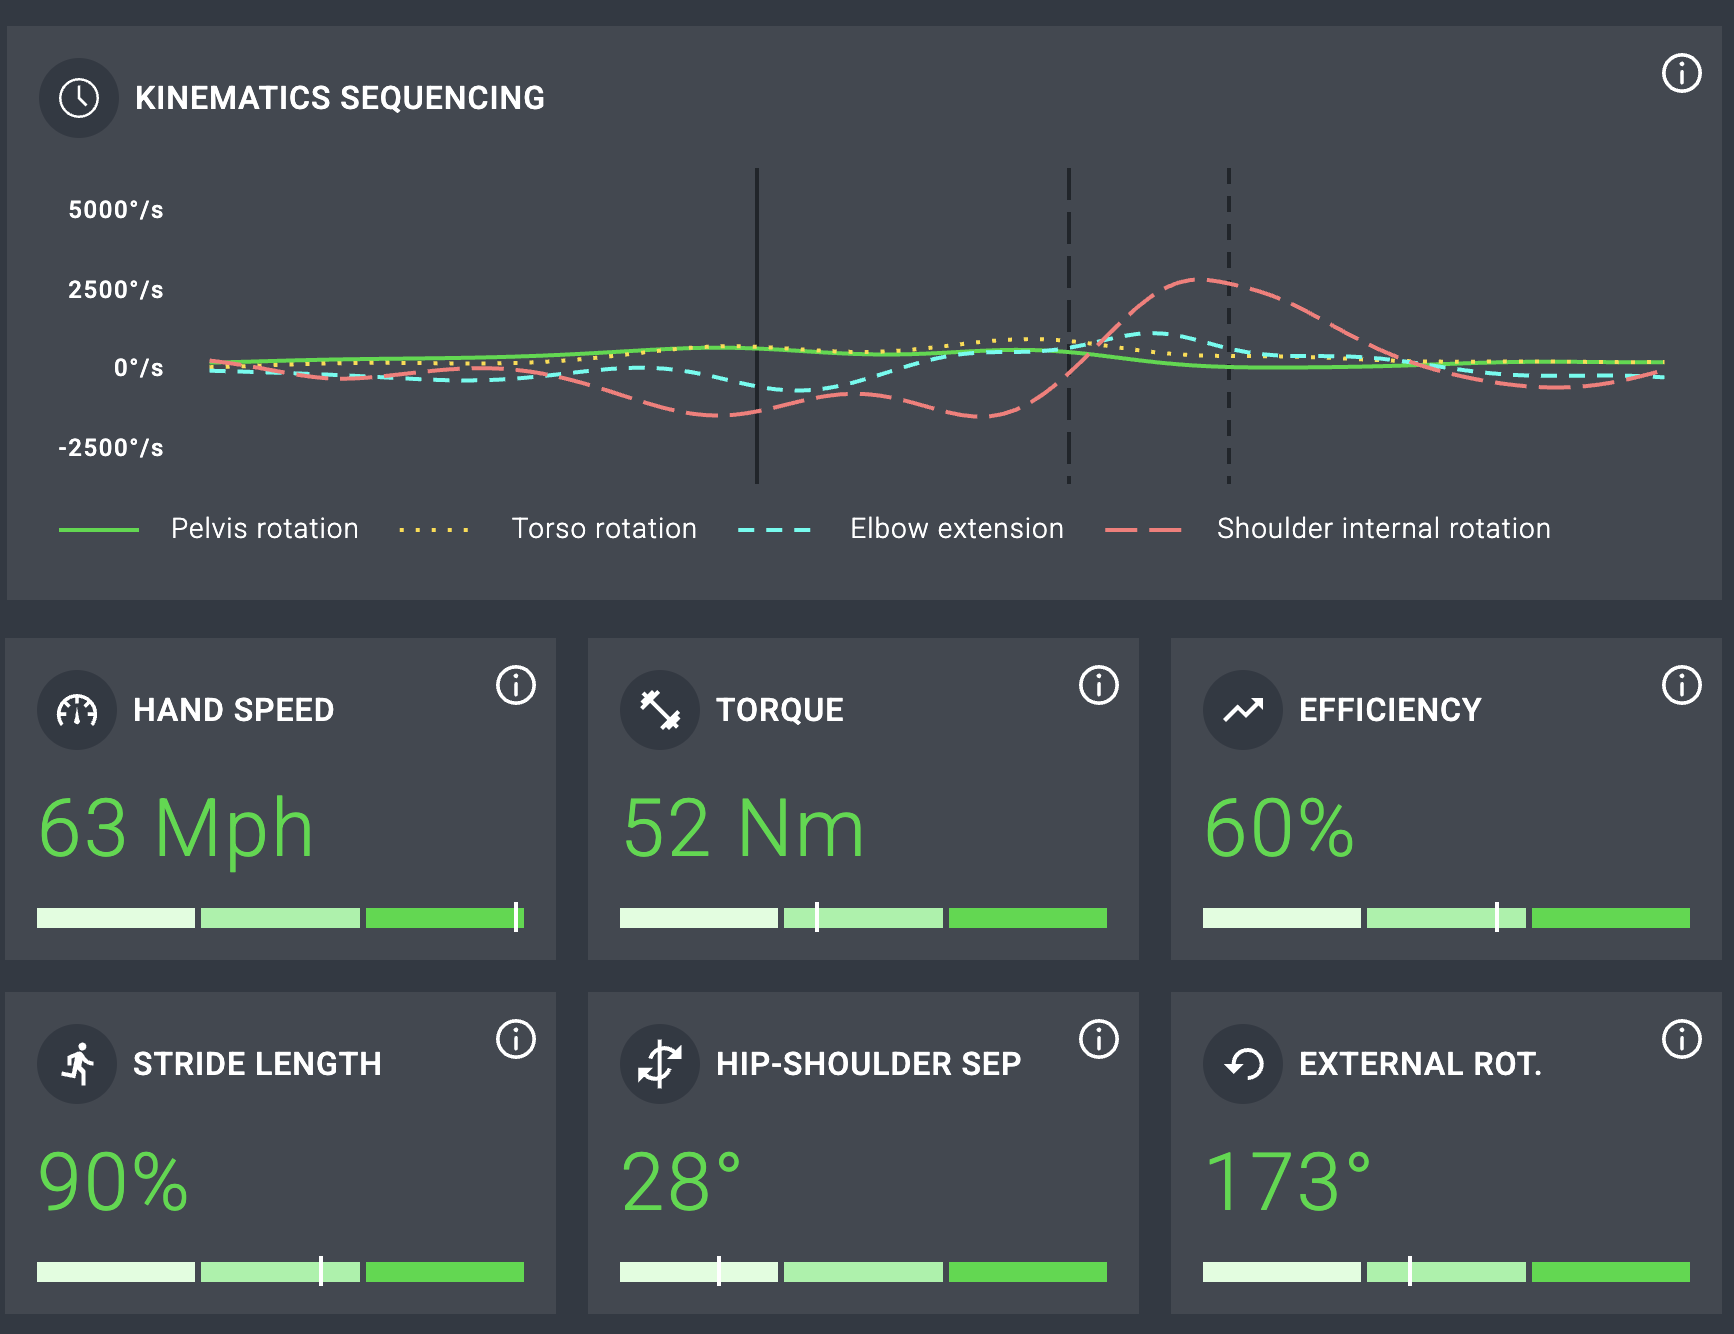 KINEMATICS SEQUENCING
5000°/s
2500°/s
0°/s
-2500°/s
Pelvis rotation Torso rotation Elbow extension Shoulder internal rotation
HAND SPEED
63 Mph
TORQUE
52 Nm
EFFICIENCY
60%
STRIDE LENGTH
90%
HIP-SHOULDER SEP
28°
EXTERNAL ROT.
173°